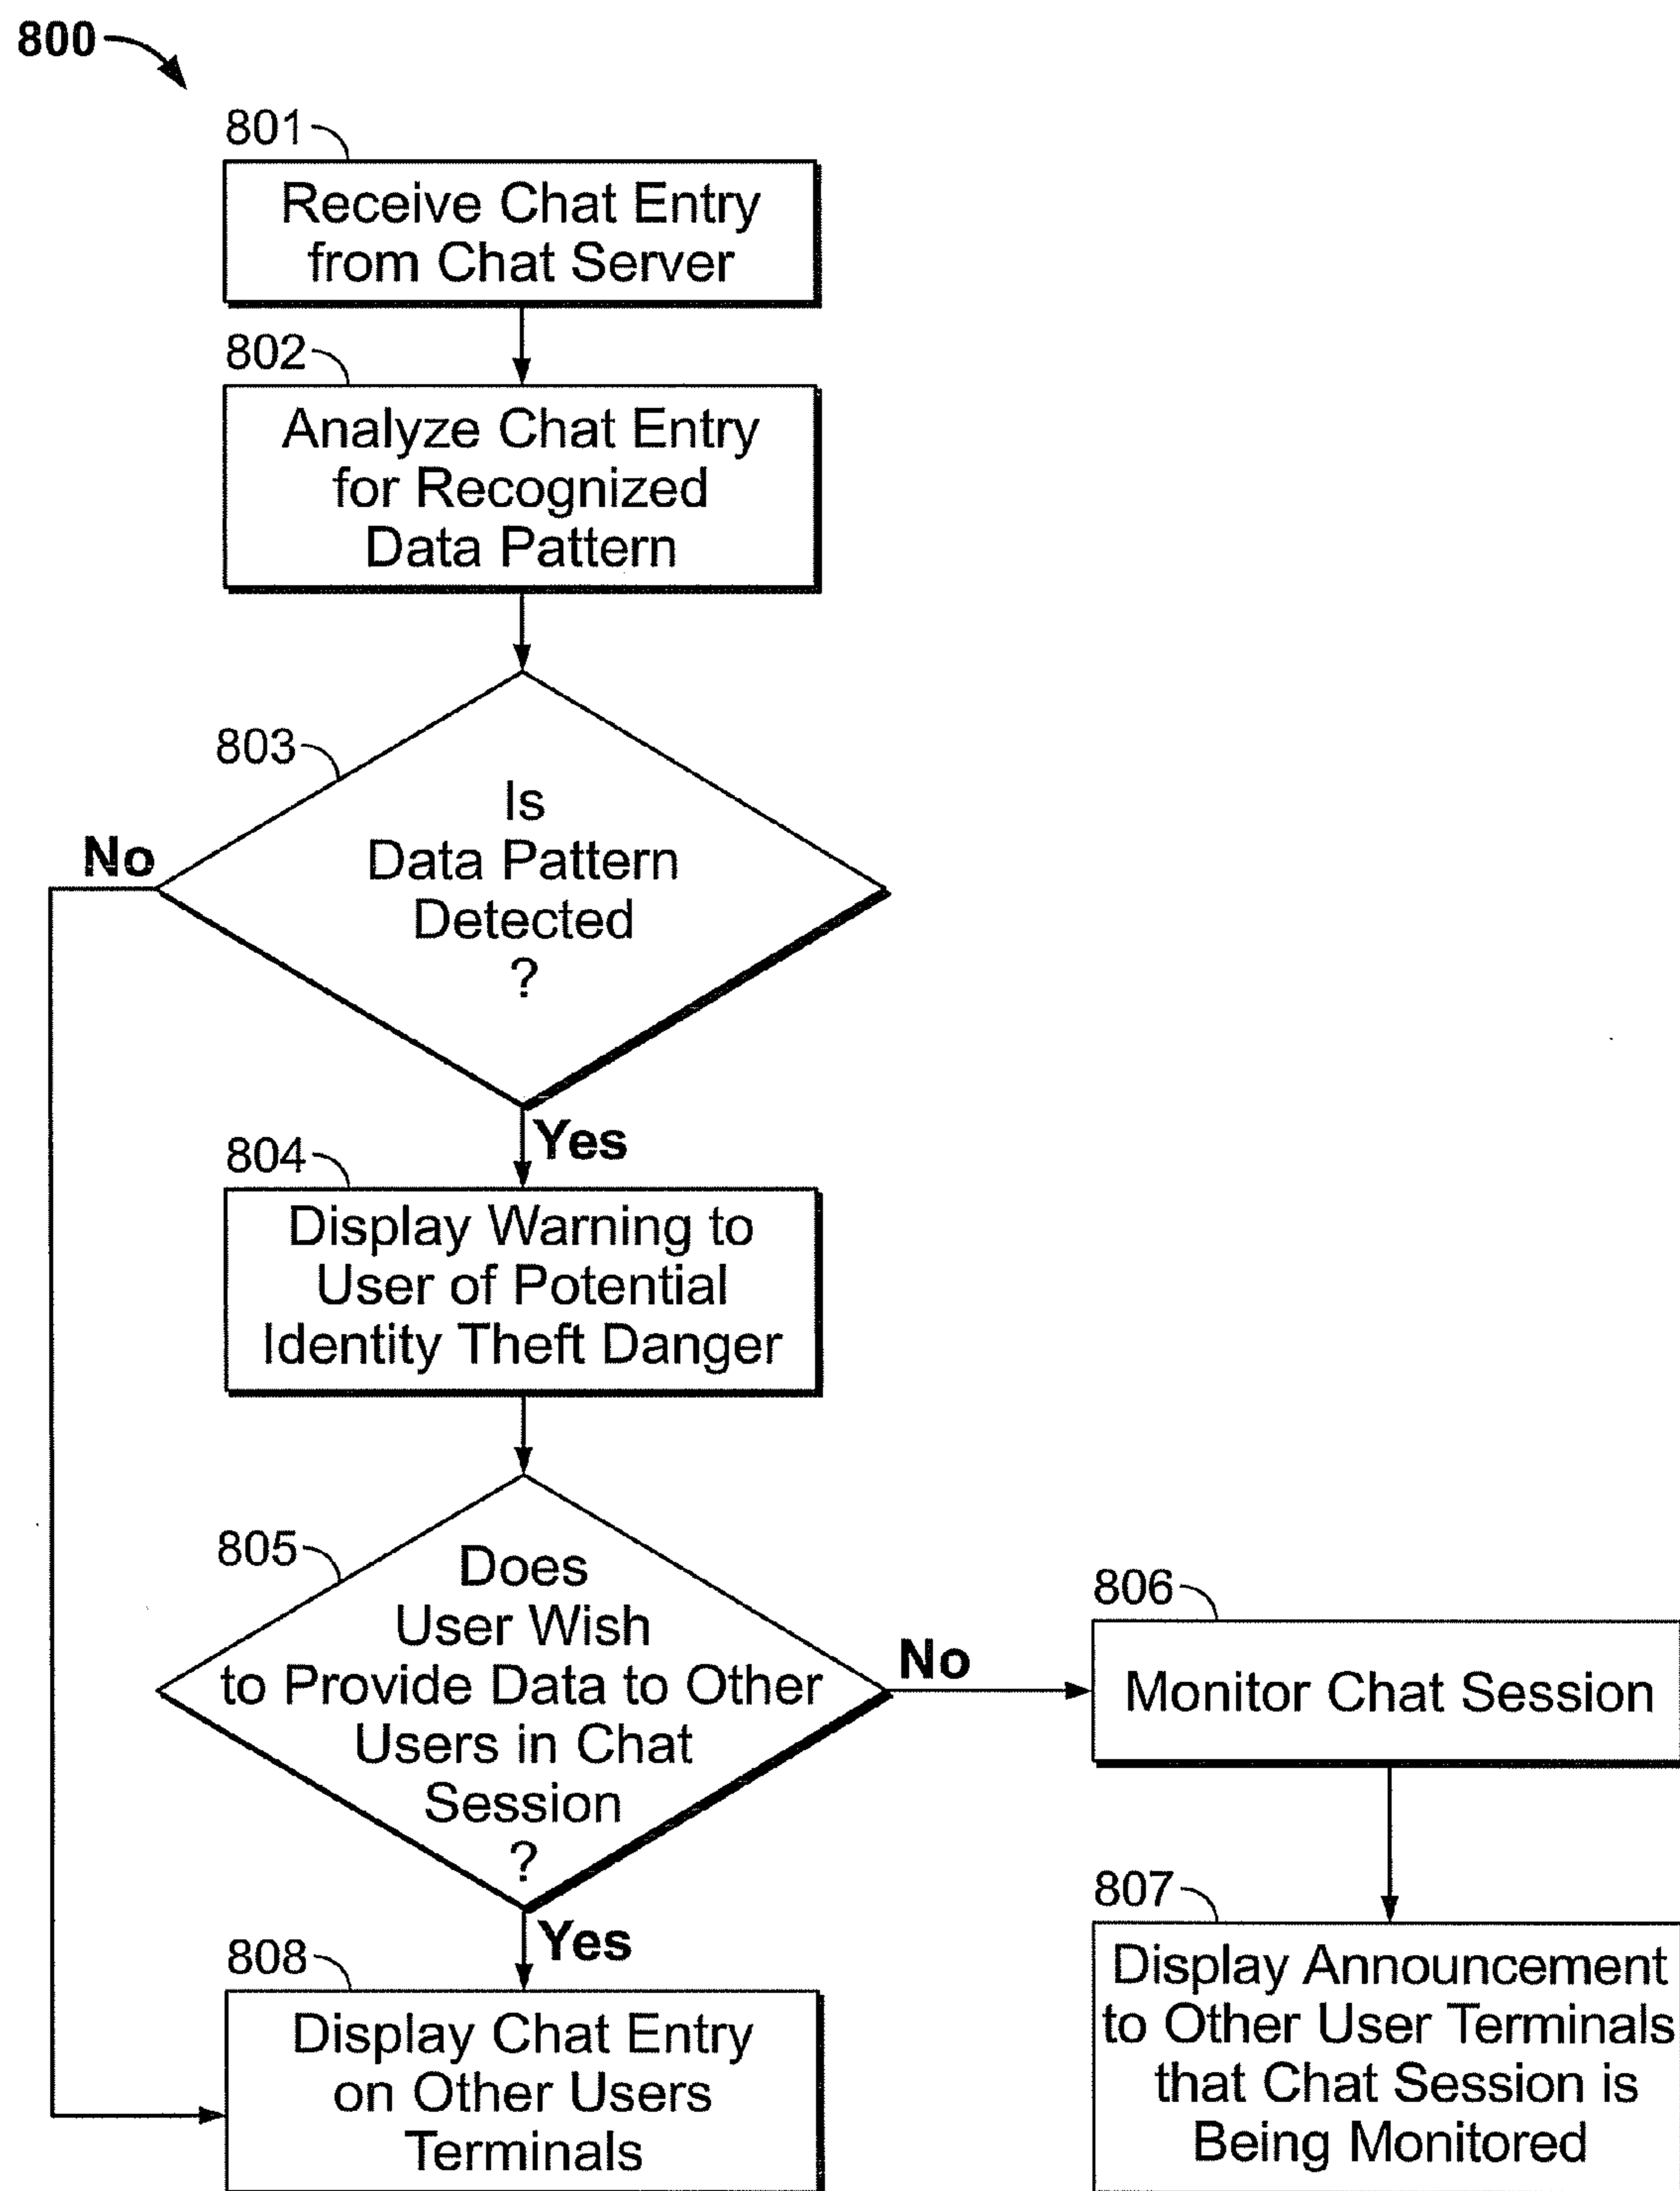 800
801
Receive Chat Entry
from Chat Server
802
Analyze Chat Entry
for Recognized
Data Pattern
803
Is
Data Pattern
Detected
?
No
Yes
804
Display Warning to
User of Potential
Identity Theft Danger
805
Does
User Wish
to Provide Data to Other
Users in Chat
Session
?
No
806
Monitor Chat Session
807
Display Announcement
to Other User Terminals
that Chat Session is
Being Monitored
Yes
808
Display Chat Entry
on Other Users
Terminals